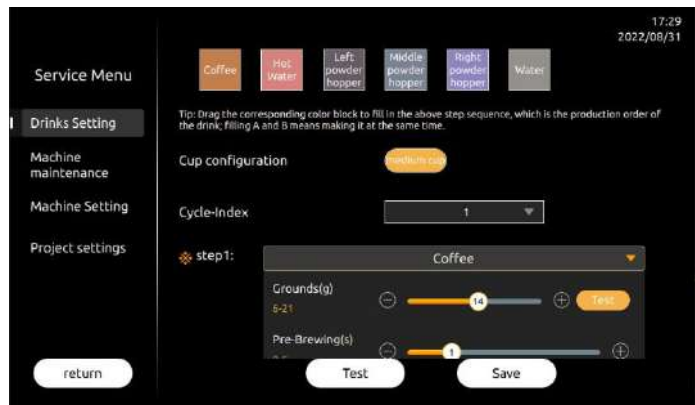 17:29
2022/08/31
Service Menu
Drinks Setting
Machine
maintenance
Machine Setting
Project settings
return
Coffee
Hot
Water
Left
powder
hopper
Middle
powder
hopper
Right
powder
hopper
Water
Tip: Drag the corresponding color block to fill in the above step sequence, which is the production order of
the drink; filling A and B means making it at the same time.
Cup configuration
medium cup
Cycle-Index
1
step1:
Coffee
Grounds(g)
6-21
14
Test
Pre-Brewing(s)
1
Test
Save